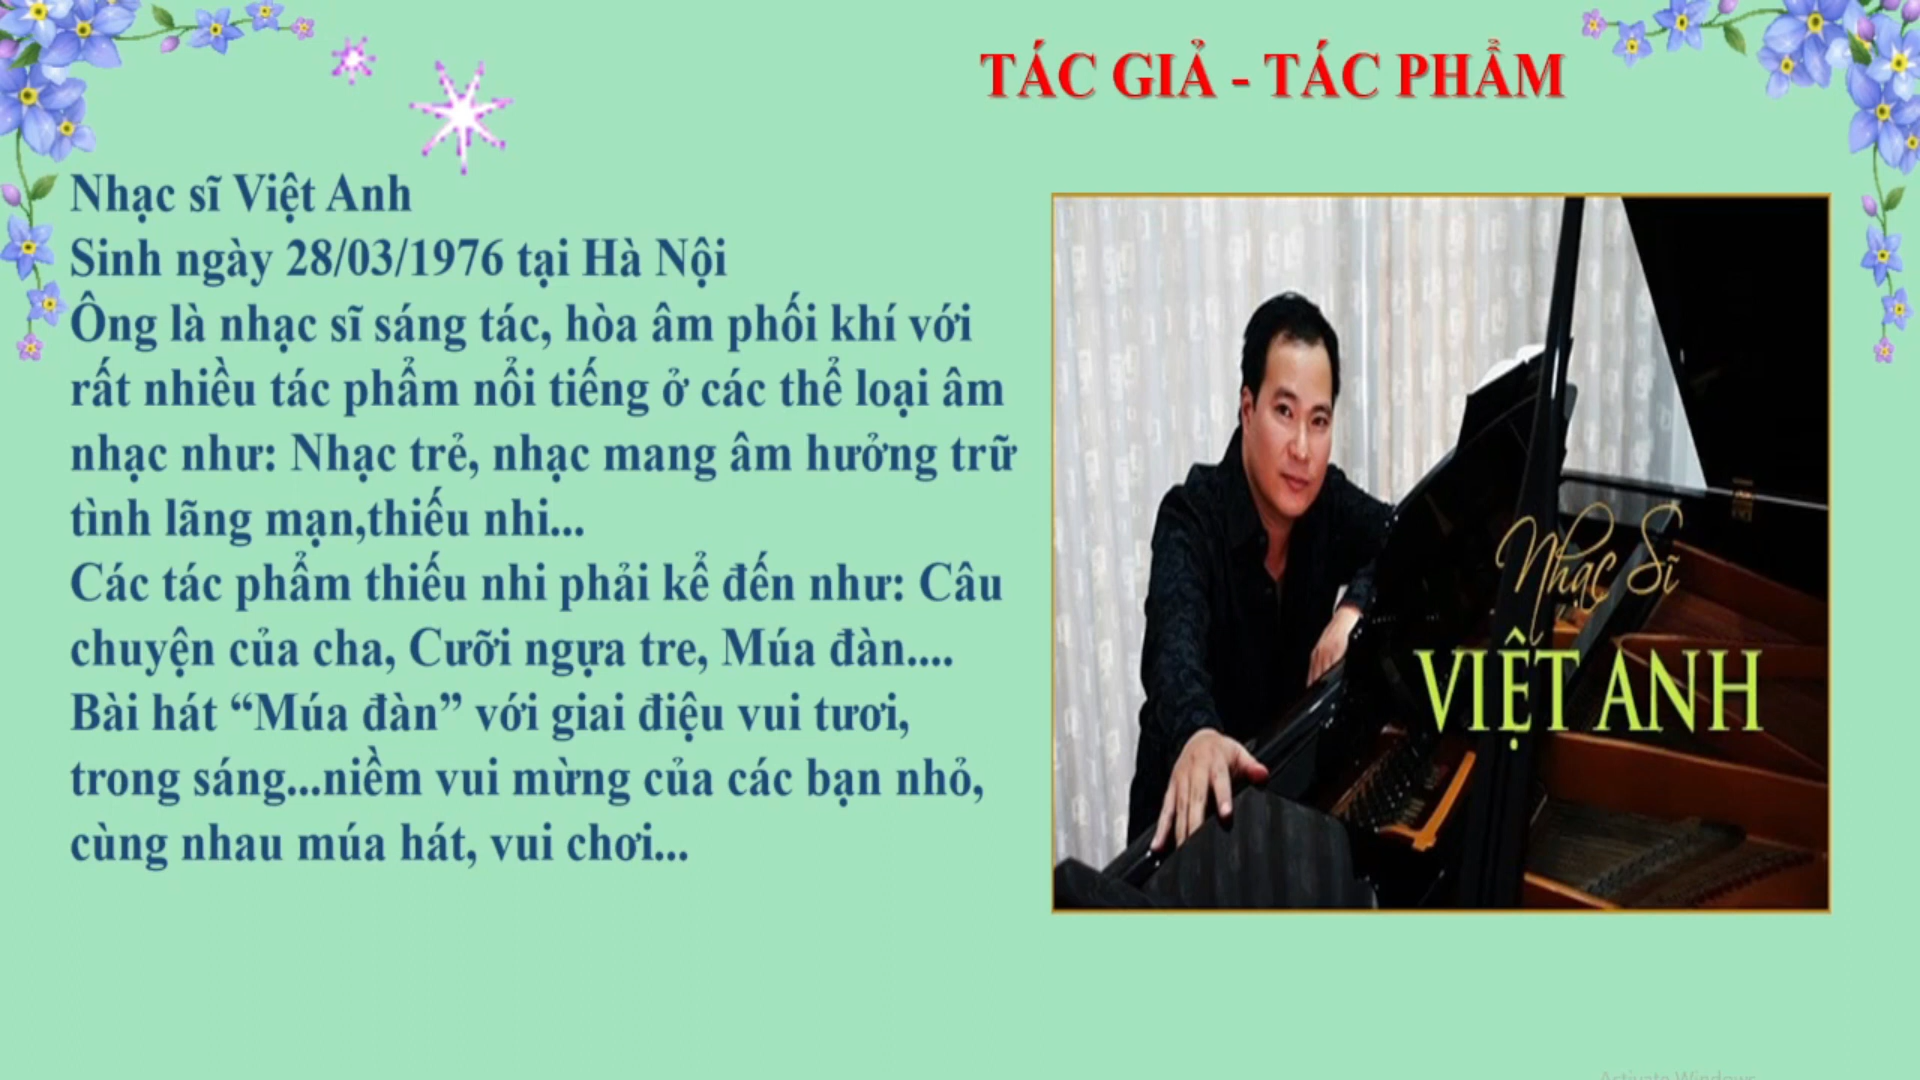 TÁC GIẢ - TÁC PHẨM
Nhạc sĩ Việt Anh
Sinh ngày 28/03/1976 tại Hà Nội
Ông là nhạc sĩ sáng tác, hòa âm phối khí với
rất nhiều tác phẩm nổi tiếng ở các thể loại âm
nhạc như: Nhạc trẻ, nhạc mang âm hưởng trữ
tình lãng mạn,thiếu nhi...
Các tác phẩm thiếu nhi phải kể đến như: Câu
chuyện của cha, Cưỡi ngựa tre, Múa đàn....
Bài hát “Múa đàn” với giai điệu vui tươi,
trong sáng...niềm vui mừng của các bạn nhỏ,
cùng nhau múa hát, vui chơi...
Nhạc Sĩ
VIỆT ANH
Activate Windows